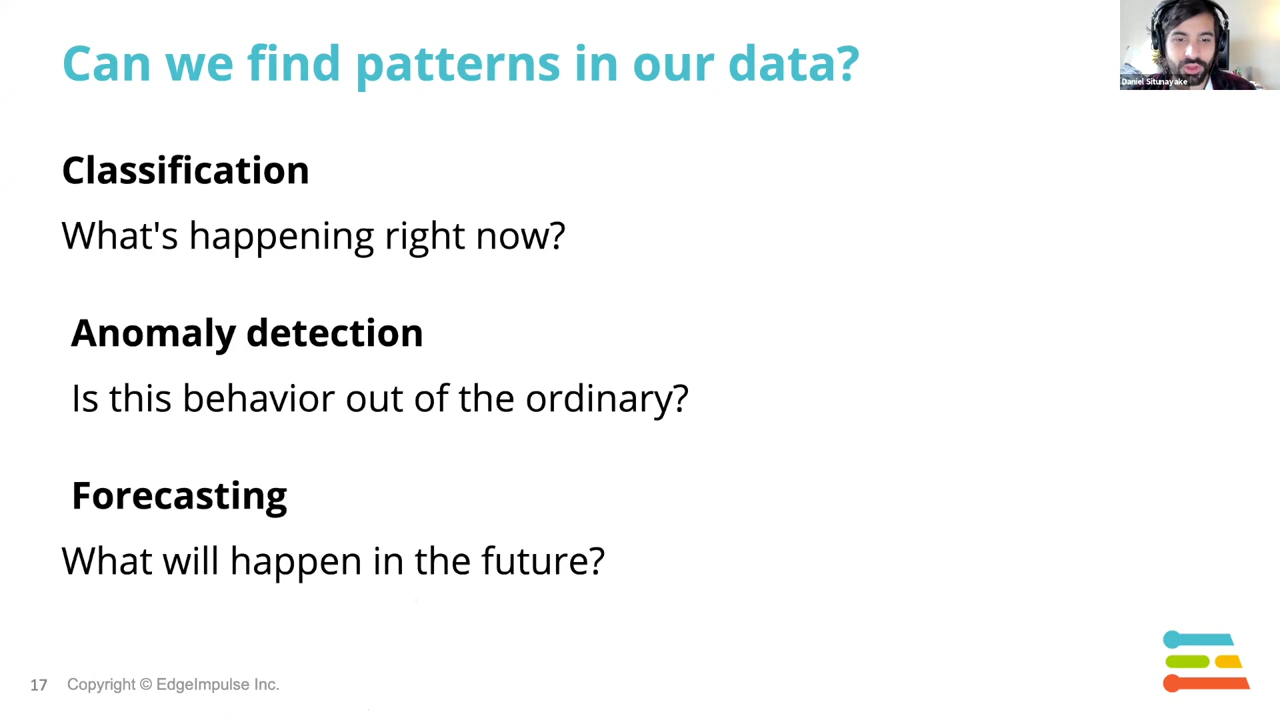 Can we find patterns in our data?
Daniel Situnayake
Classification
What's happening right now?
Anomaly detection
Is this behavior out of the ordinary?
Forecasting
What will happen in the future?
17 Copyright © EdgeImpulse Inc.